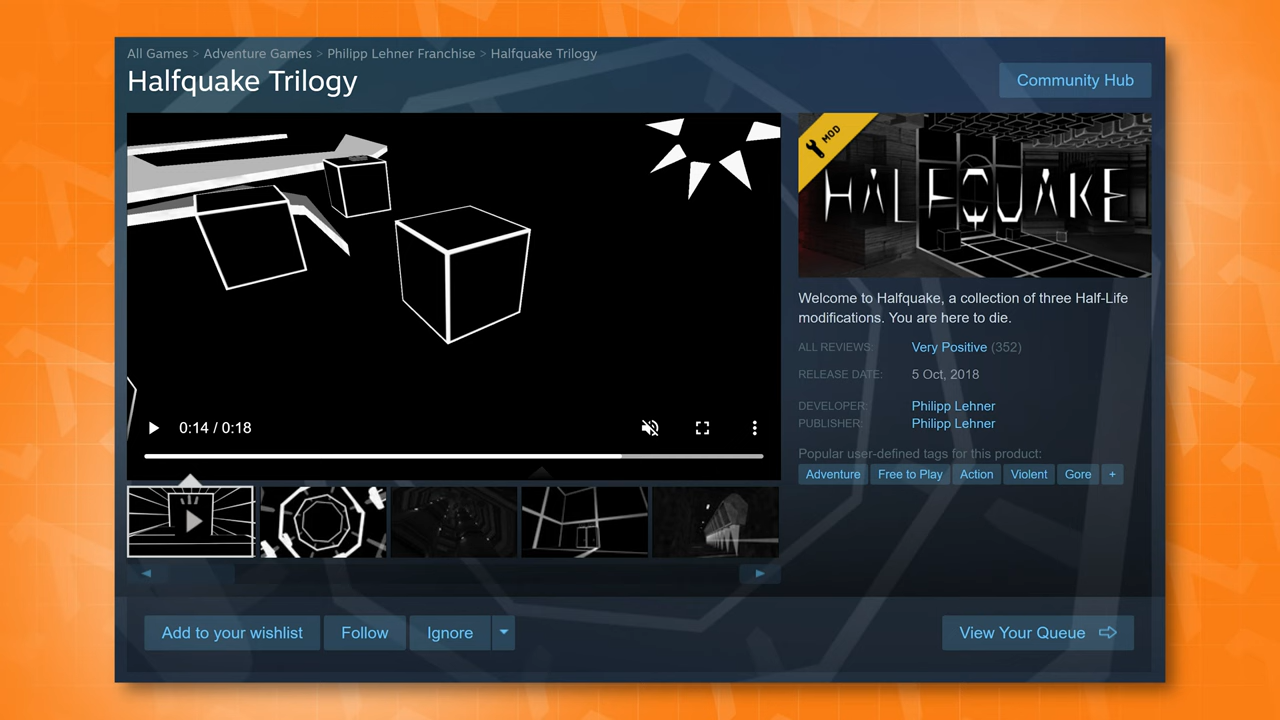 All Games > Adventure Games > Philipp Lehner Franchise > Halfquake Trilogy
Halfquake Trilogy
Community Hub
MOD
HALFQUAKE
Welcome to Halfquake, a collection of three Half-Life
modifications. You are here to die.
ALL REVIEWS: Very Positive (352)
RELEASE DATE: 5 Oct, 2018
DEVELOPER: Philipp Lehner
PUBLISHER: Philipp Lehner
Popular user-defined tags for this product:
Adventure Free to Play Action Violent Gore +
0:14 / 0:18
Add to your wishlist Follow Ignore
View Your Queue